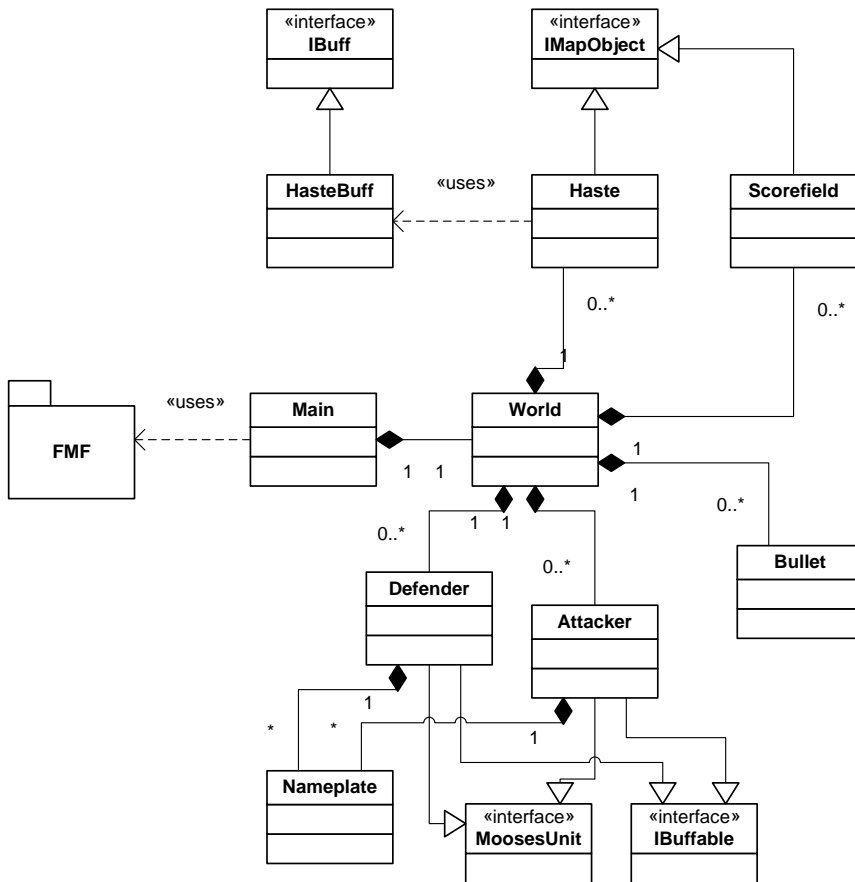 «interface»
IBuff
«interface»
IMapObject
HasteBuff
«uses»
Haste
Scorefield
0..*
0..*
1
«uses»
Main
World
FMF
1
1
1
1
1
1
0..*
0..*
0..*
Defender
Bullet
Attacker
1
*
*
1
Nameplate
«interface»
MoosesUnit
«interface»
IBuffable